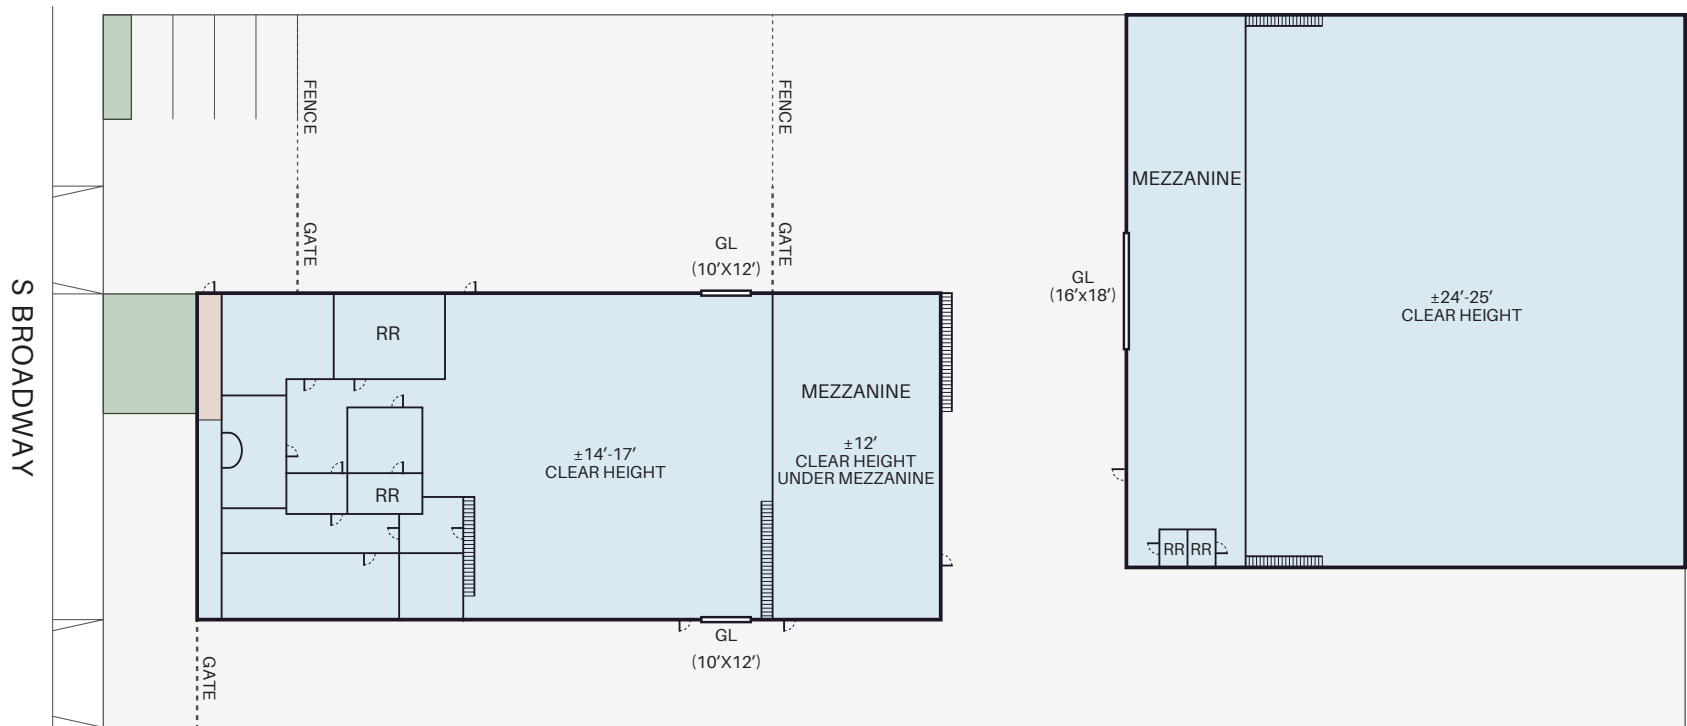 S BROADWAY
FENCE
FENCE
GATE
GATE
GL
(10'X12')
MEZZANINE
GL
(16'x18')
±24'-25'
CLEAR HEIGHT
RR
RR
MEZZANINE
±14'-17'
CLEAR HEIGHT
±12'
CLEAR HEIGHT
UNDER MEZZANINE
RR
RR
GL
(10'X12')
GATE